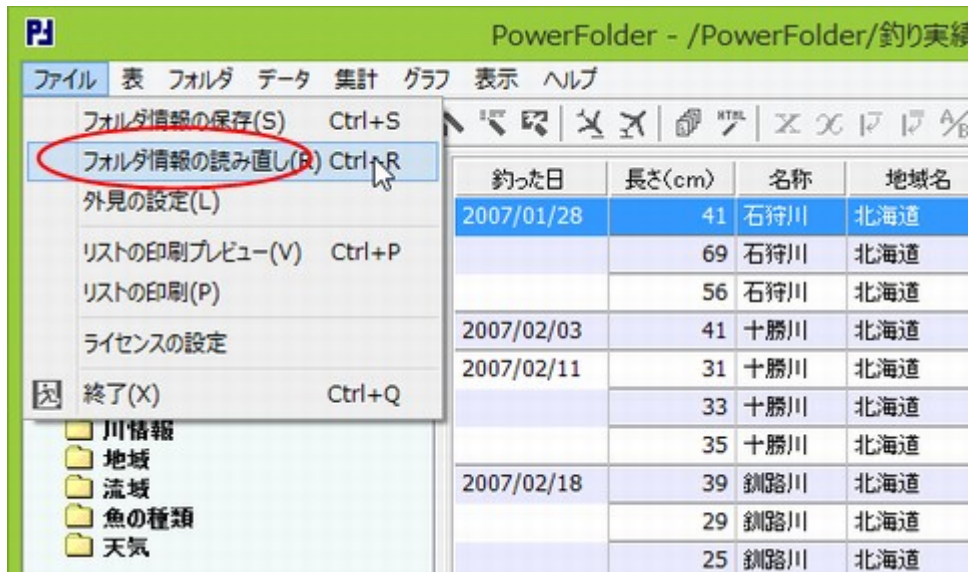 PowerFolder - /PowerFolder/釣り実績
ファイル 表 フォルダ データ 集計 グラフ 表示 ヘルプ
フォルダ情報の保存(S) Ctrl+S
フォルダ情報の読み直し(R) Ctrl+R
外見の設定(L)
リストの印刷プレビュー(V) Ctrl+P
リストの印刷(P)
ライセンスの設定
終了(X) Ctrl+Q
川情報
地域
流域
魚の種類
天気
釣った日 長さ(cm) 名称 地域名
2007/01/28 41 石狩川 北海道
69 石狩川 北海道
56 石狩川 北海道
2007/02/03 41 十勝川 北海道
2007/02/11 31 十勝川 北海道
33 十勝川 北海道
35 十勝川 北海道
2007/02/18 39 釧路川 北海道
29 釧路川 北海道
25 釧路川 北海道